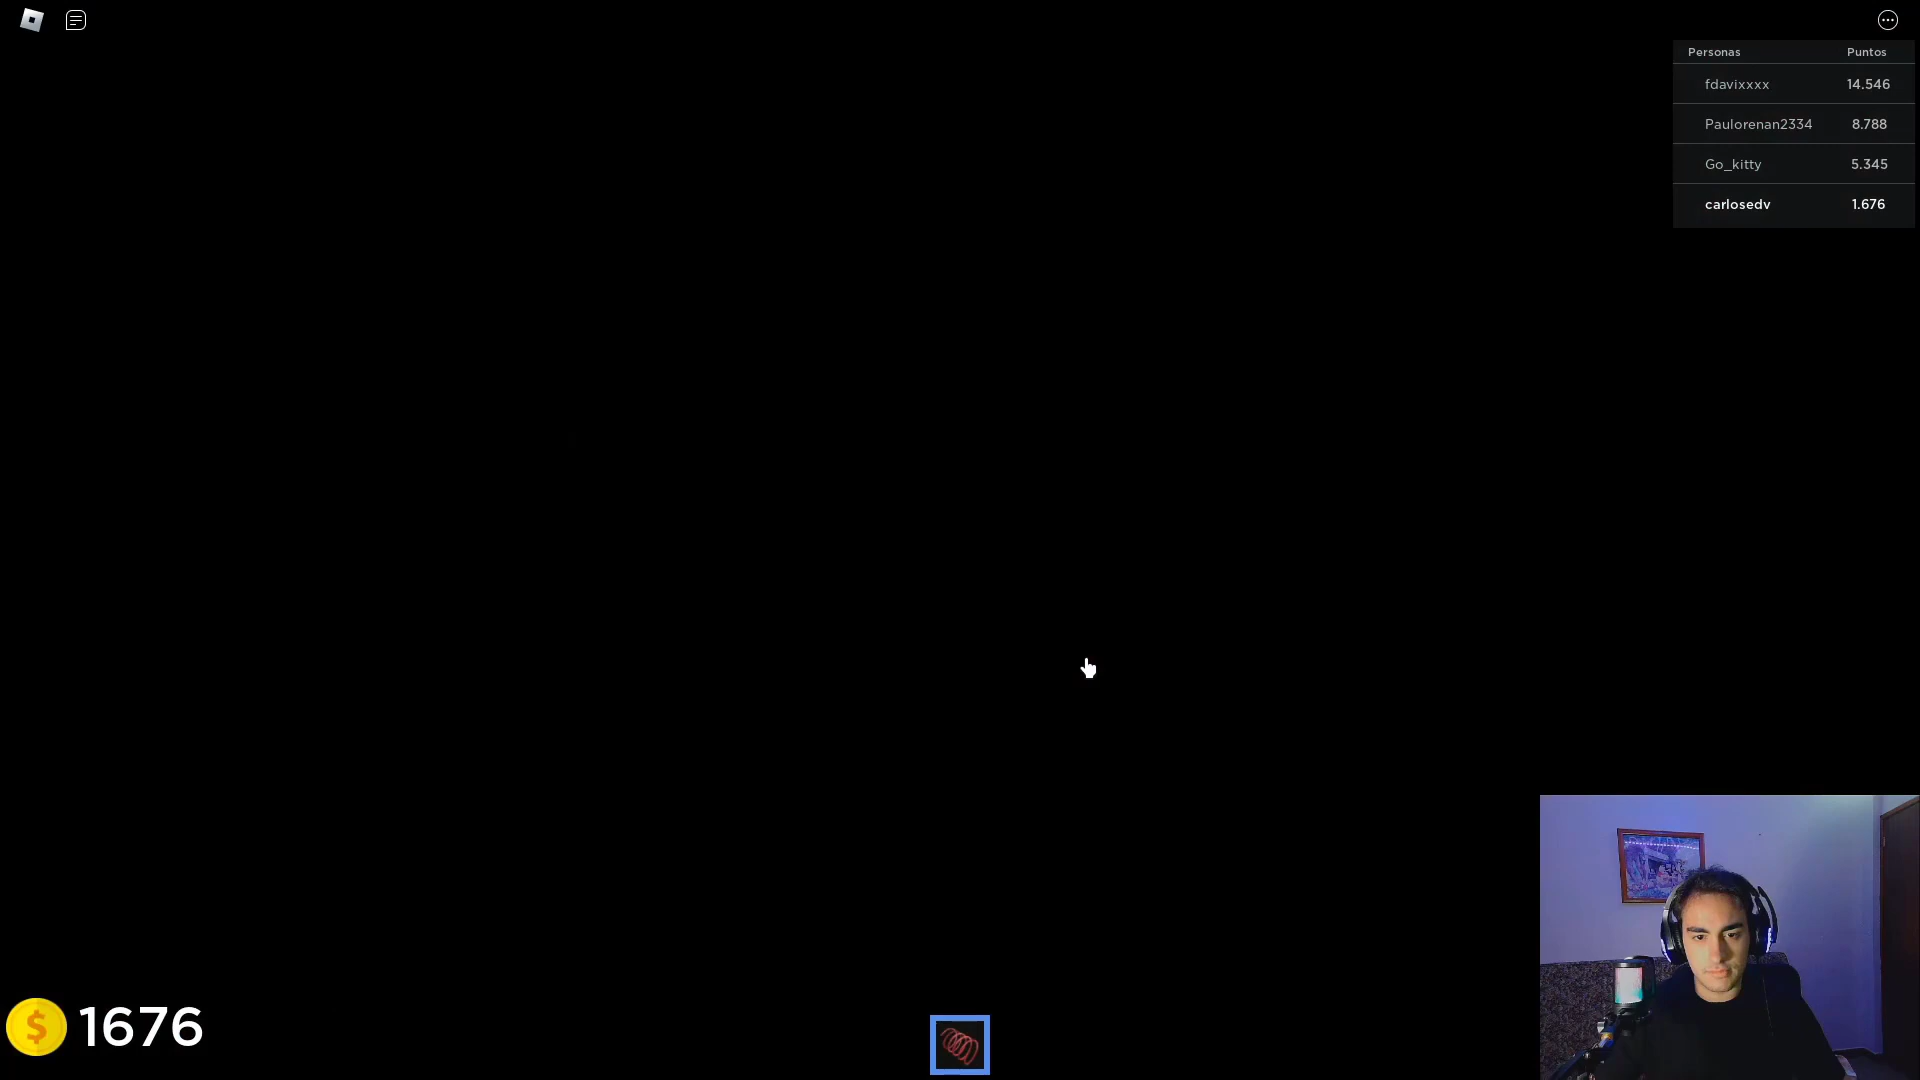 Personas Puntos
fdavixxxx 14.546
Paulorenan2334 8.788
Go_kitty 5.345
carlosedv 1.676
$ 1676